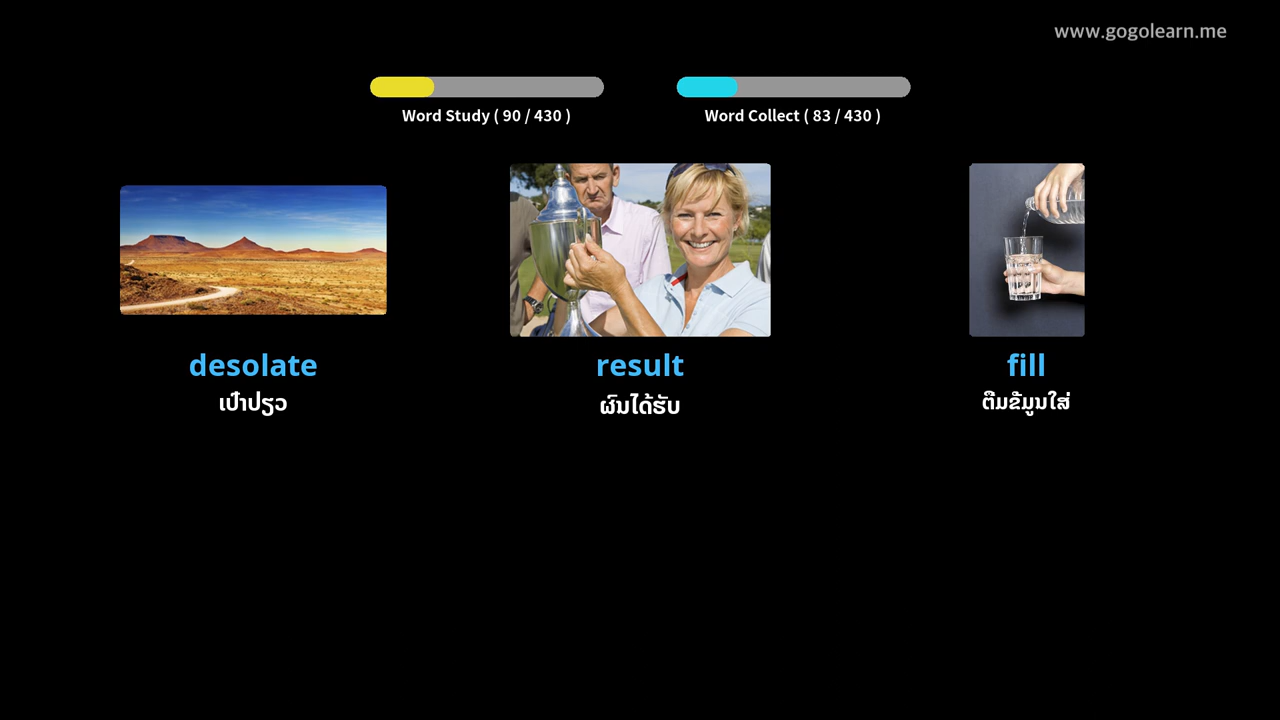 www.gogolearn.me
Word Study ( 90 / 430 )
Word Collect ( 83 / 430 )
desolate
result
fill
ເປົ່າປຽວ
ຜົນໄດ້ຮັບ
ຕື່ມຂໍ້ມູນໃສ່